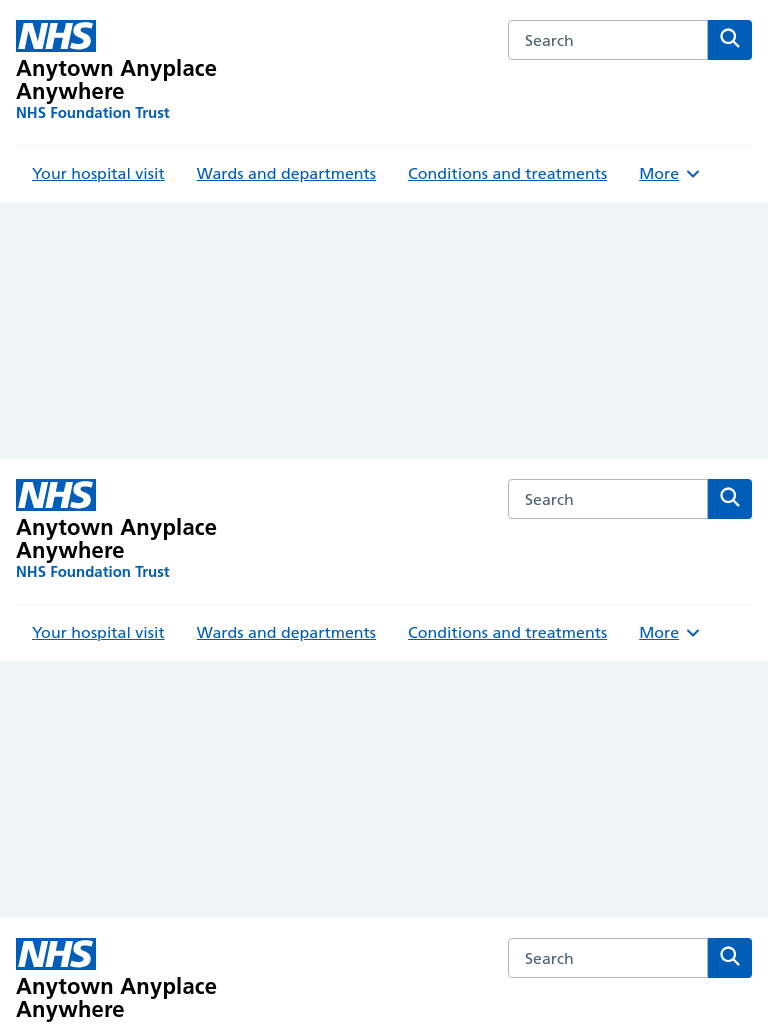 NHS
Search
Anytown Anyplace
Anywhere
NHS Foundation Trust
Your hospital visit Wards and departments Conditions and treatments More
NHS
Search
Anytown Anyplace
Anywhere
NHS Foundation Trust
Your hospital visit Wards and departments Conditions and treatments More
NHS
Search
Anytown Anyplace
Anywhere